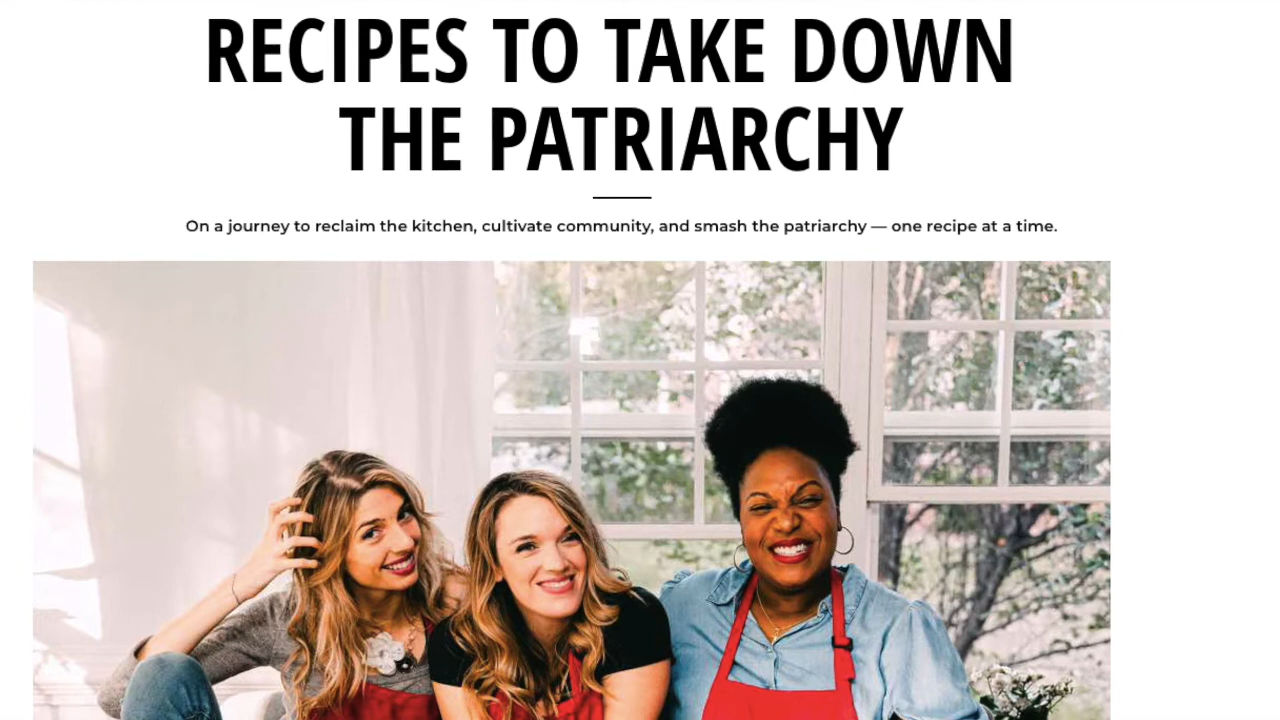 RECIPES TO TAKE DOWN
THE PATRIARCHY
On a journey to reclaim the kitchen, cultivate community, and smash the patriarchy — one recipe at a time.